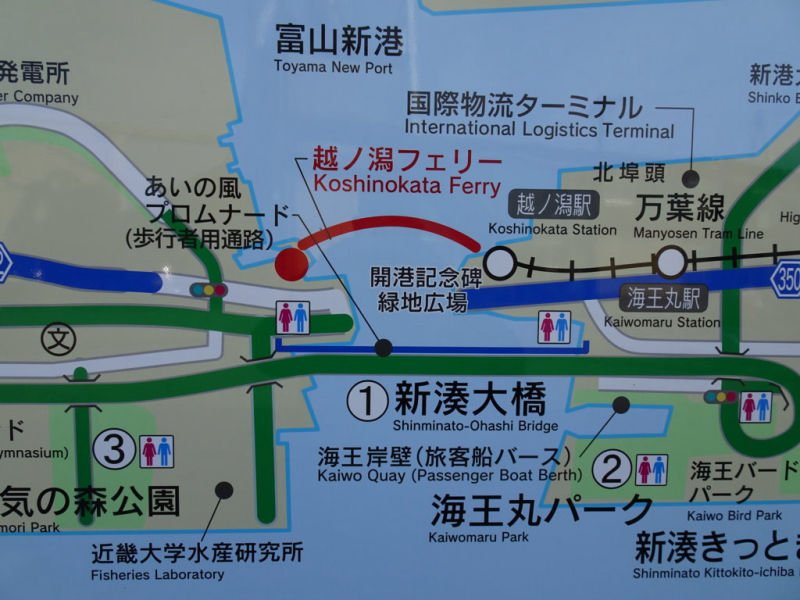 富山新港
Toyama New Port
発電所
er Company
新港
Shinko
国際物流ターミナル
International Logistics Terminal
越ノ潟フェリー
Koshinokata Ferry
北埠頭
あいの風
プロムナード
(歩行者用通路)
越ノ潟駅
Koshinokata Station
万葉線
Manyosen Tram Line
Hig
開港記念碑
緑地広場
海王丸駅
Kaiwomaru Station
350
文
①新湊大橋
Shinminato-Ohashi Bridge
ド
ymnasium)
③
海王岸壁(旅客船バース)
Kaiwo Quay (Passenger Boat Berth)
②
海王バード
パーク
Kaiwo Bird Park
気の森公園
mori Park
海王丸パーク
Kaiwomaru Park
近畿大学水産研究所
Fisheries Laboratory
新湊きっとき
Shinminato Kittokito-ichiba